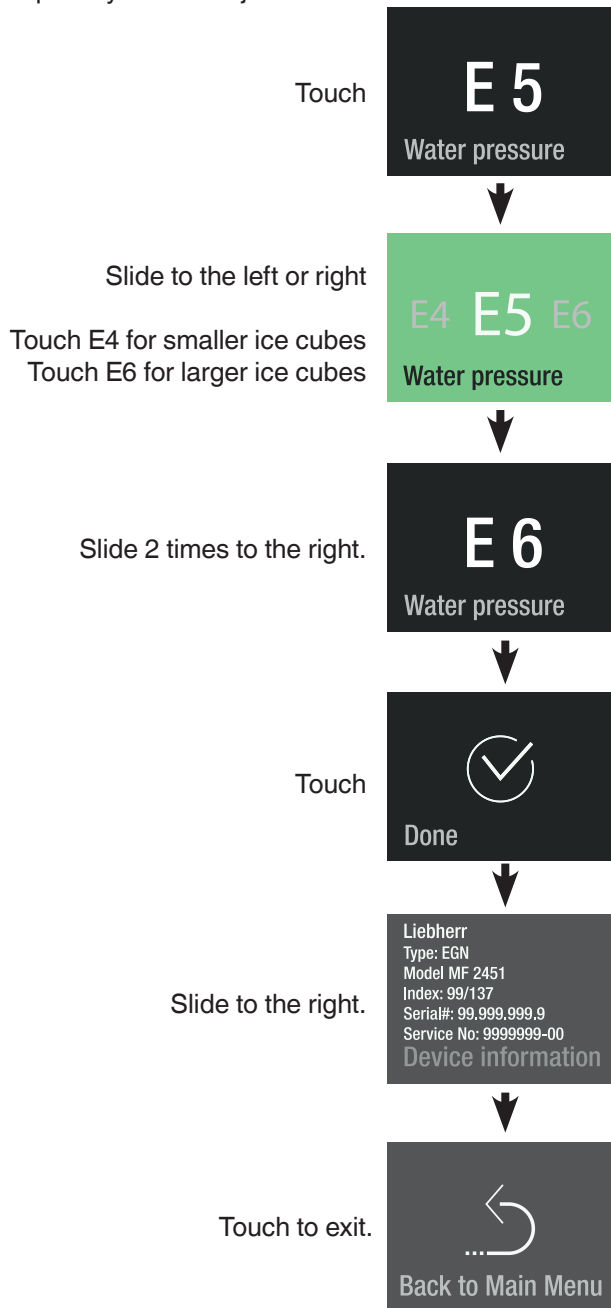 Touch
E 5
Water pressure
Slide to the left or right
Touch E4 for smaller ice cubes
Touch E6 for larger ice cubes
E4 E5 E6
Water pressure
Slide 2 times to the right.
E 6
Water pressure
Touch
Done
Slide to the right.
Liebherr
Type: EGN
Model MF 2451
Index: 99/137
Serial#: 99.999.999.9
Service No: 9999999-00
Device information
Touch to exit.
Back to Main Menu